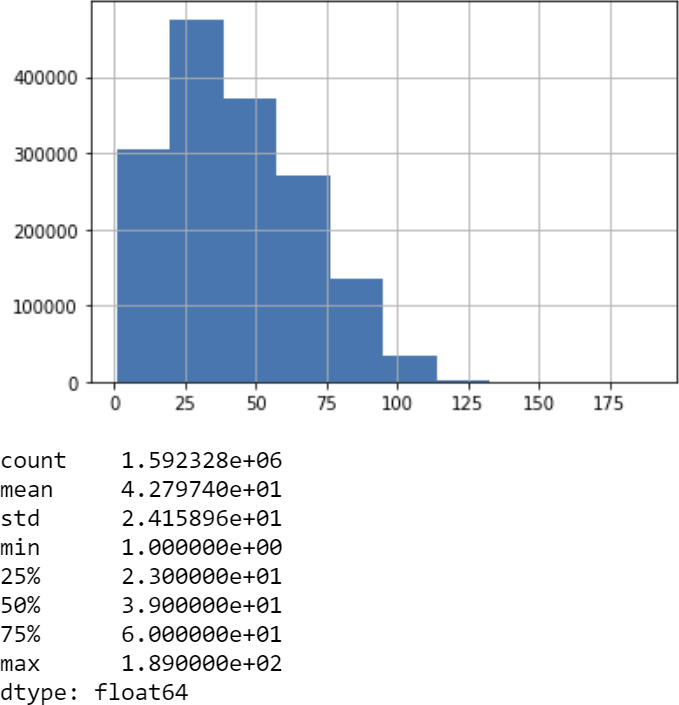 400000
300000
200000
100000
0
0 25 50 75 100 125 150 175
count 1.592328e+06
mean 4.279740e+01
std 2.415896e+01
min 1.000000e+00
25% 2.300000e+01
50% 3.900000e+01
75% 6.000000e+01
max 1.890000e+02
dtype: float64